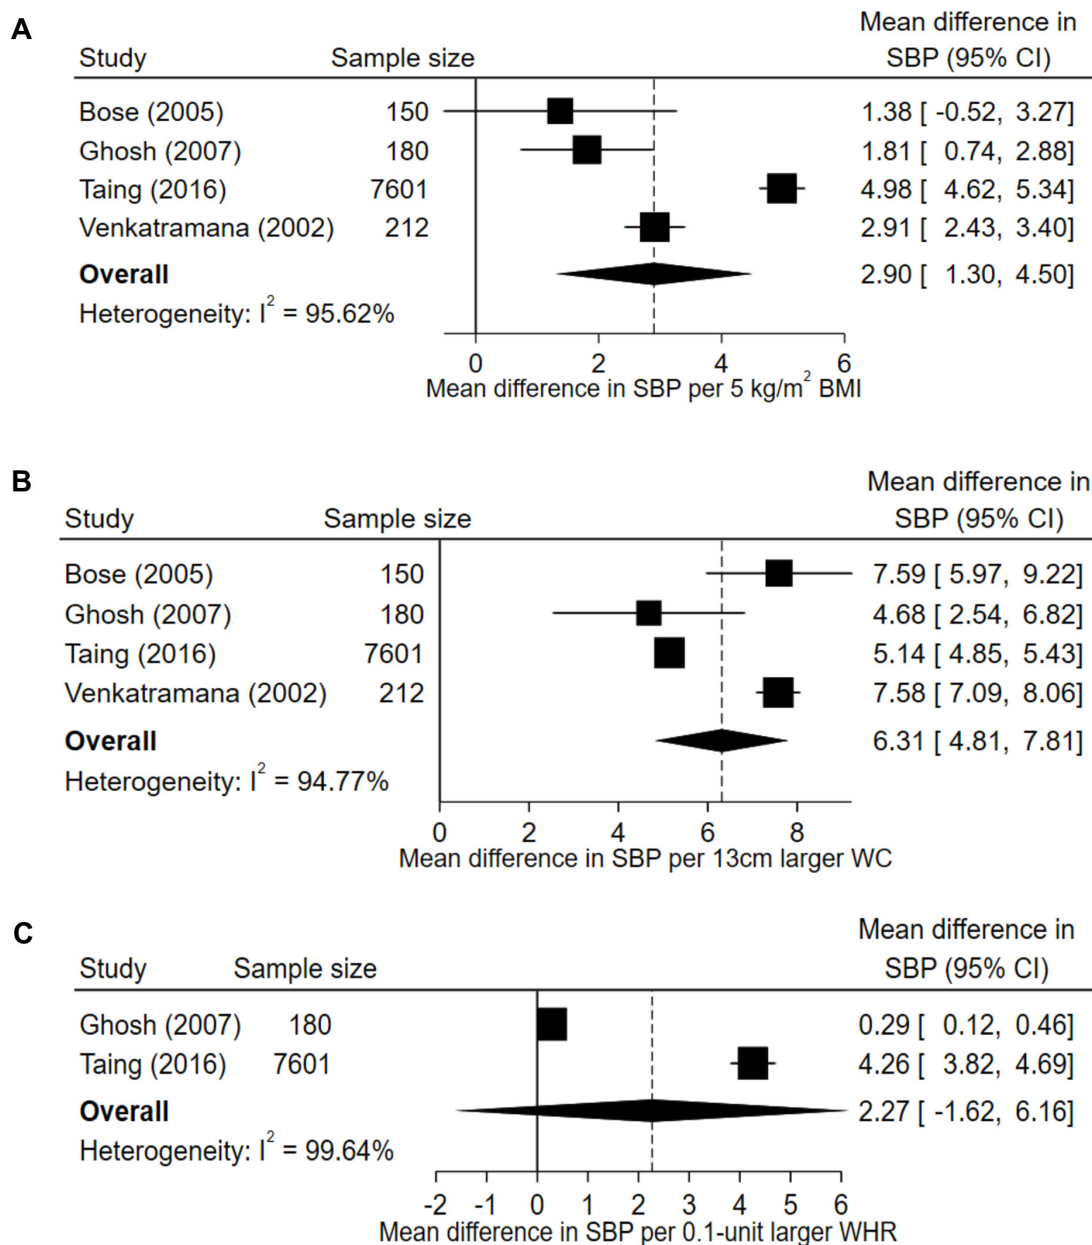 A
Mean difference in
Study Sample size SBP (95% CI)
Bose (2005) 150 1.38 [ -0.52, 3.27]
Ghosh (2007) 180 1.81 [ 0.74, 2.88]
Taing (2016) 7601 4.98 [ 4.62, 5.34]
Venkatramana (2002) 212 2.91 [ 2.43, 3.40]
Overall 2.90 [ 1.30, 4.50]
Heterogeneity: I² = 95.62%
0 2 4 6
Mean difference in SBP per 5 kg/m² BMI
B
Mean difference in
Study Sample size SBP (95% CI)
Bose (2005) 150 7.59 [ 5.97, 9.22]
Ghosh (2007) 180 4.68 [ 2.54, 6.82]
Taing (2016) 7601 5.14 [ 4.85, 5.43]
Venkatramana (2002) 212 7.58 [ 7.09, 8.06]
Overall 6.31 [ 4.81, 7.81]
Heterogeneity: I² = 94.77%
0 2 4 6 8
Mean difference in SBP per 13cm larger WC
C
Mean difference in
Study Sample size SBP (95% CI)
Ghosh (2007) 180 0.29 [ 0.12, 0.46]
Taing (2016) 7601 4.26 [ 3.82, 4.69]
Overall 2.27 [ -1.62, 6.16]
Heterogeneity: I² = 99.64%
-2 -1 0 1 2 3 4 5 6
Mean difference in SBP per 0.1-unit larger WHR